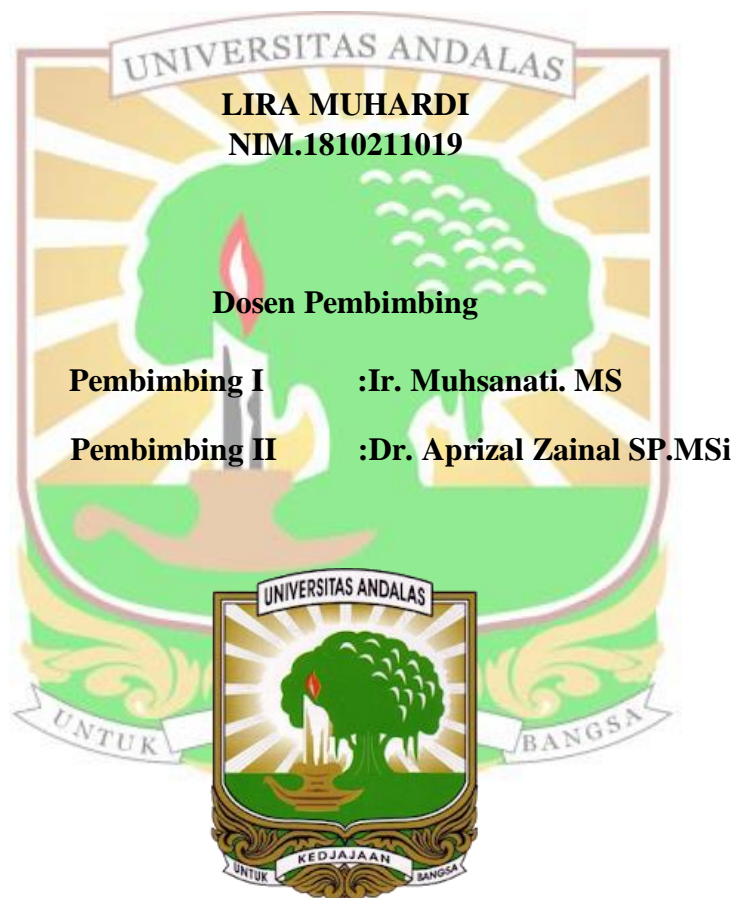 UNIVERSITAS ANDALAS
LIRA MUHARDI
NIM.1810211019
Dosen Pembimbing
Pembimbing I :Ir. Muhsanati. MS
Pembimbing II :Dr. Aprizal Zainal SP.MSi
UNIVERSITAS ANDALAS
UNTUK BANGSA
UNTUK KEDJAJAAN BANGSA